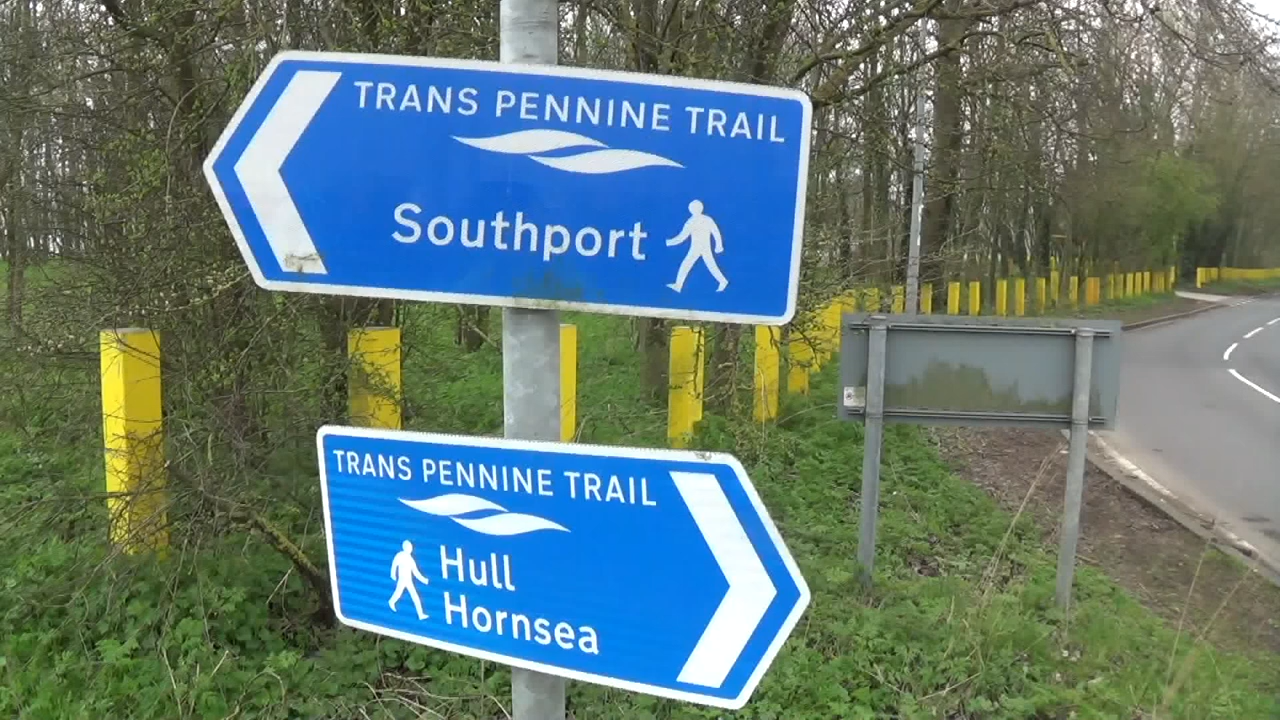 TRANS PENNINE TRAIL
Southport
TRANS PENNINE TRAIL
Hull
Hornsea